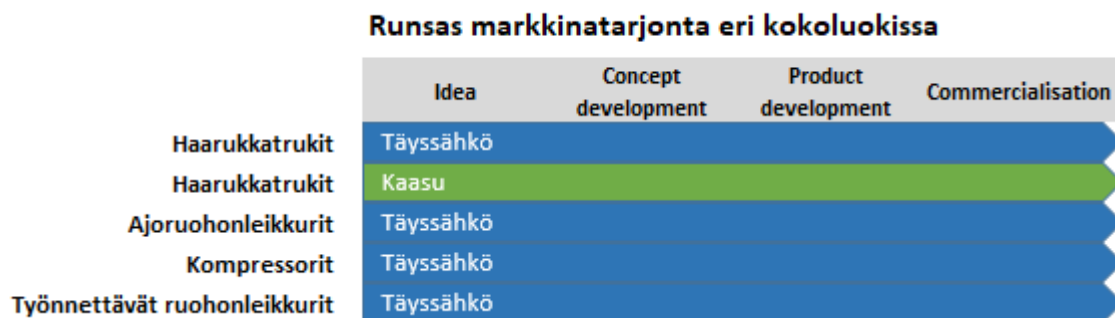 Runsas markkinatarjonta eri kokoluokissa
Idea
Concept
development
Product
development
Commercialisation
Haarukkatrukit Täyssähkö
Haarukkatrukit Kaasu
Ajoruohonleikkurit Täyssähkö
Kompressorit Täyssähkö
Työnnettävät ruohonleikkurit Täyssähkö